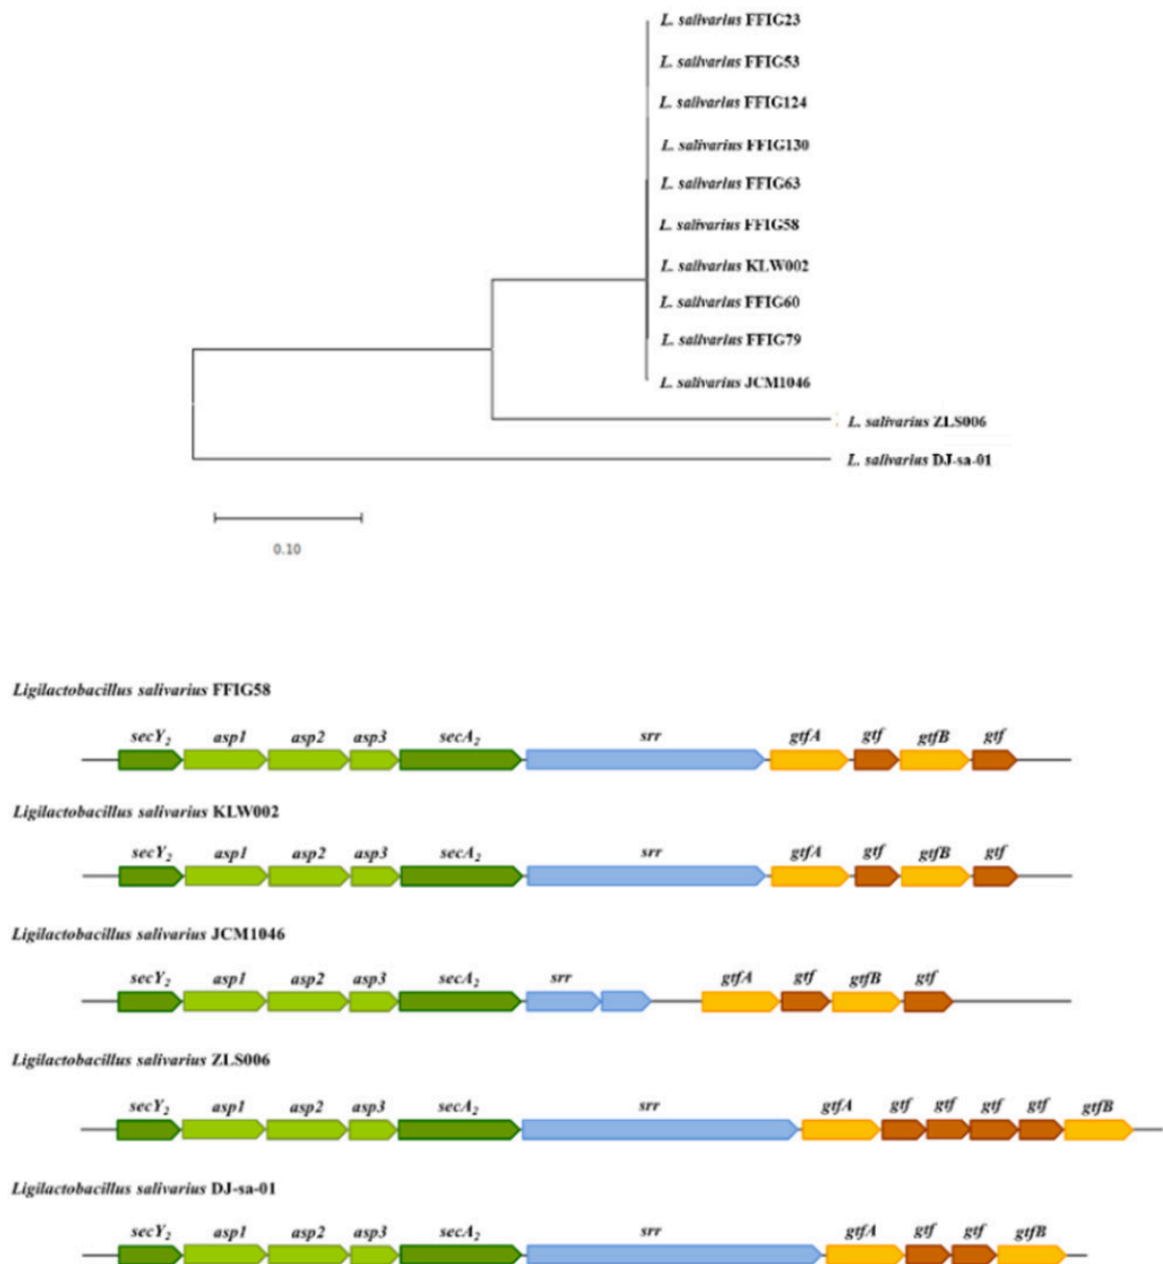 L. salivarius FFIG23
L. salivarius FFIG53
L. salivarius FFIG124
L. salivarius FFIG130
L. salivarius FFIG63
L. salivarius FFIG58
L. salivarius KLW002
L. salivarius FFIG60
L. salivarius FFIG79
L. salivarius JCM1046
L. salivarius ZLS006
L. salivarius DJ-sa-01
0.10
Ligilactobacillus salivarius FFIG58
secY₂ asp1 asp2 asp3 secA₂ srr gtfA gtf gtfB gtf
Ligilactobacillus salivarius KLW002
secY₂ asp1 asp2 asp3 secA₂ srr gtfA gtf gtfB gtf
Ligilactobacillus salivarius JCM1046
secY₂ asp1 asp2 asp3 secA₂ srr gtfA gtf gtfB gtf
Ligilactobacillus salivarius ZLS006
secY₂ asp1 asp2 asp3 secA₂ srr gtfA gtf gtf gtf gtf gtfB
Ligilactobacillus salivarius DJ-sa-01
secY₂ asp1 asp2 asp3 secA₂ srr gtfA gtf gtf gtfB